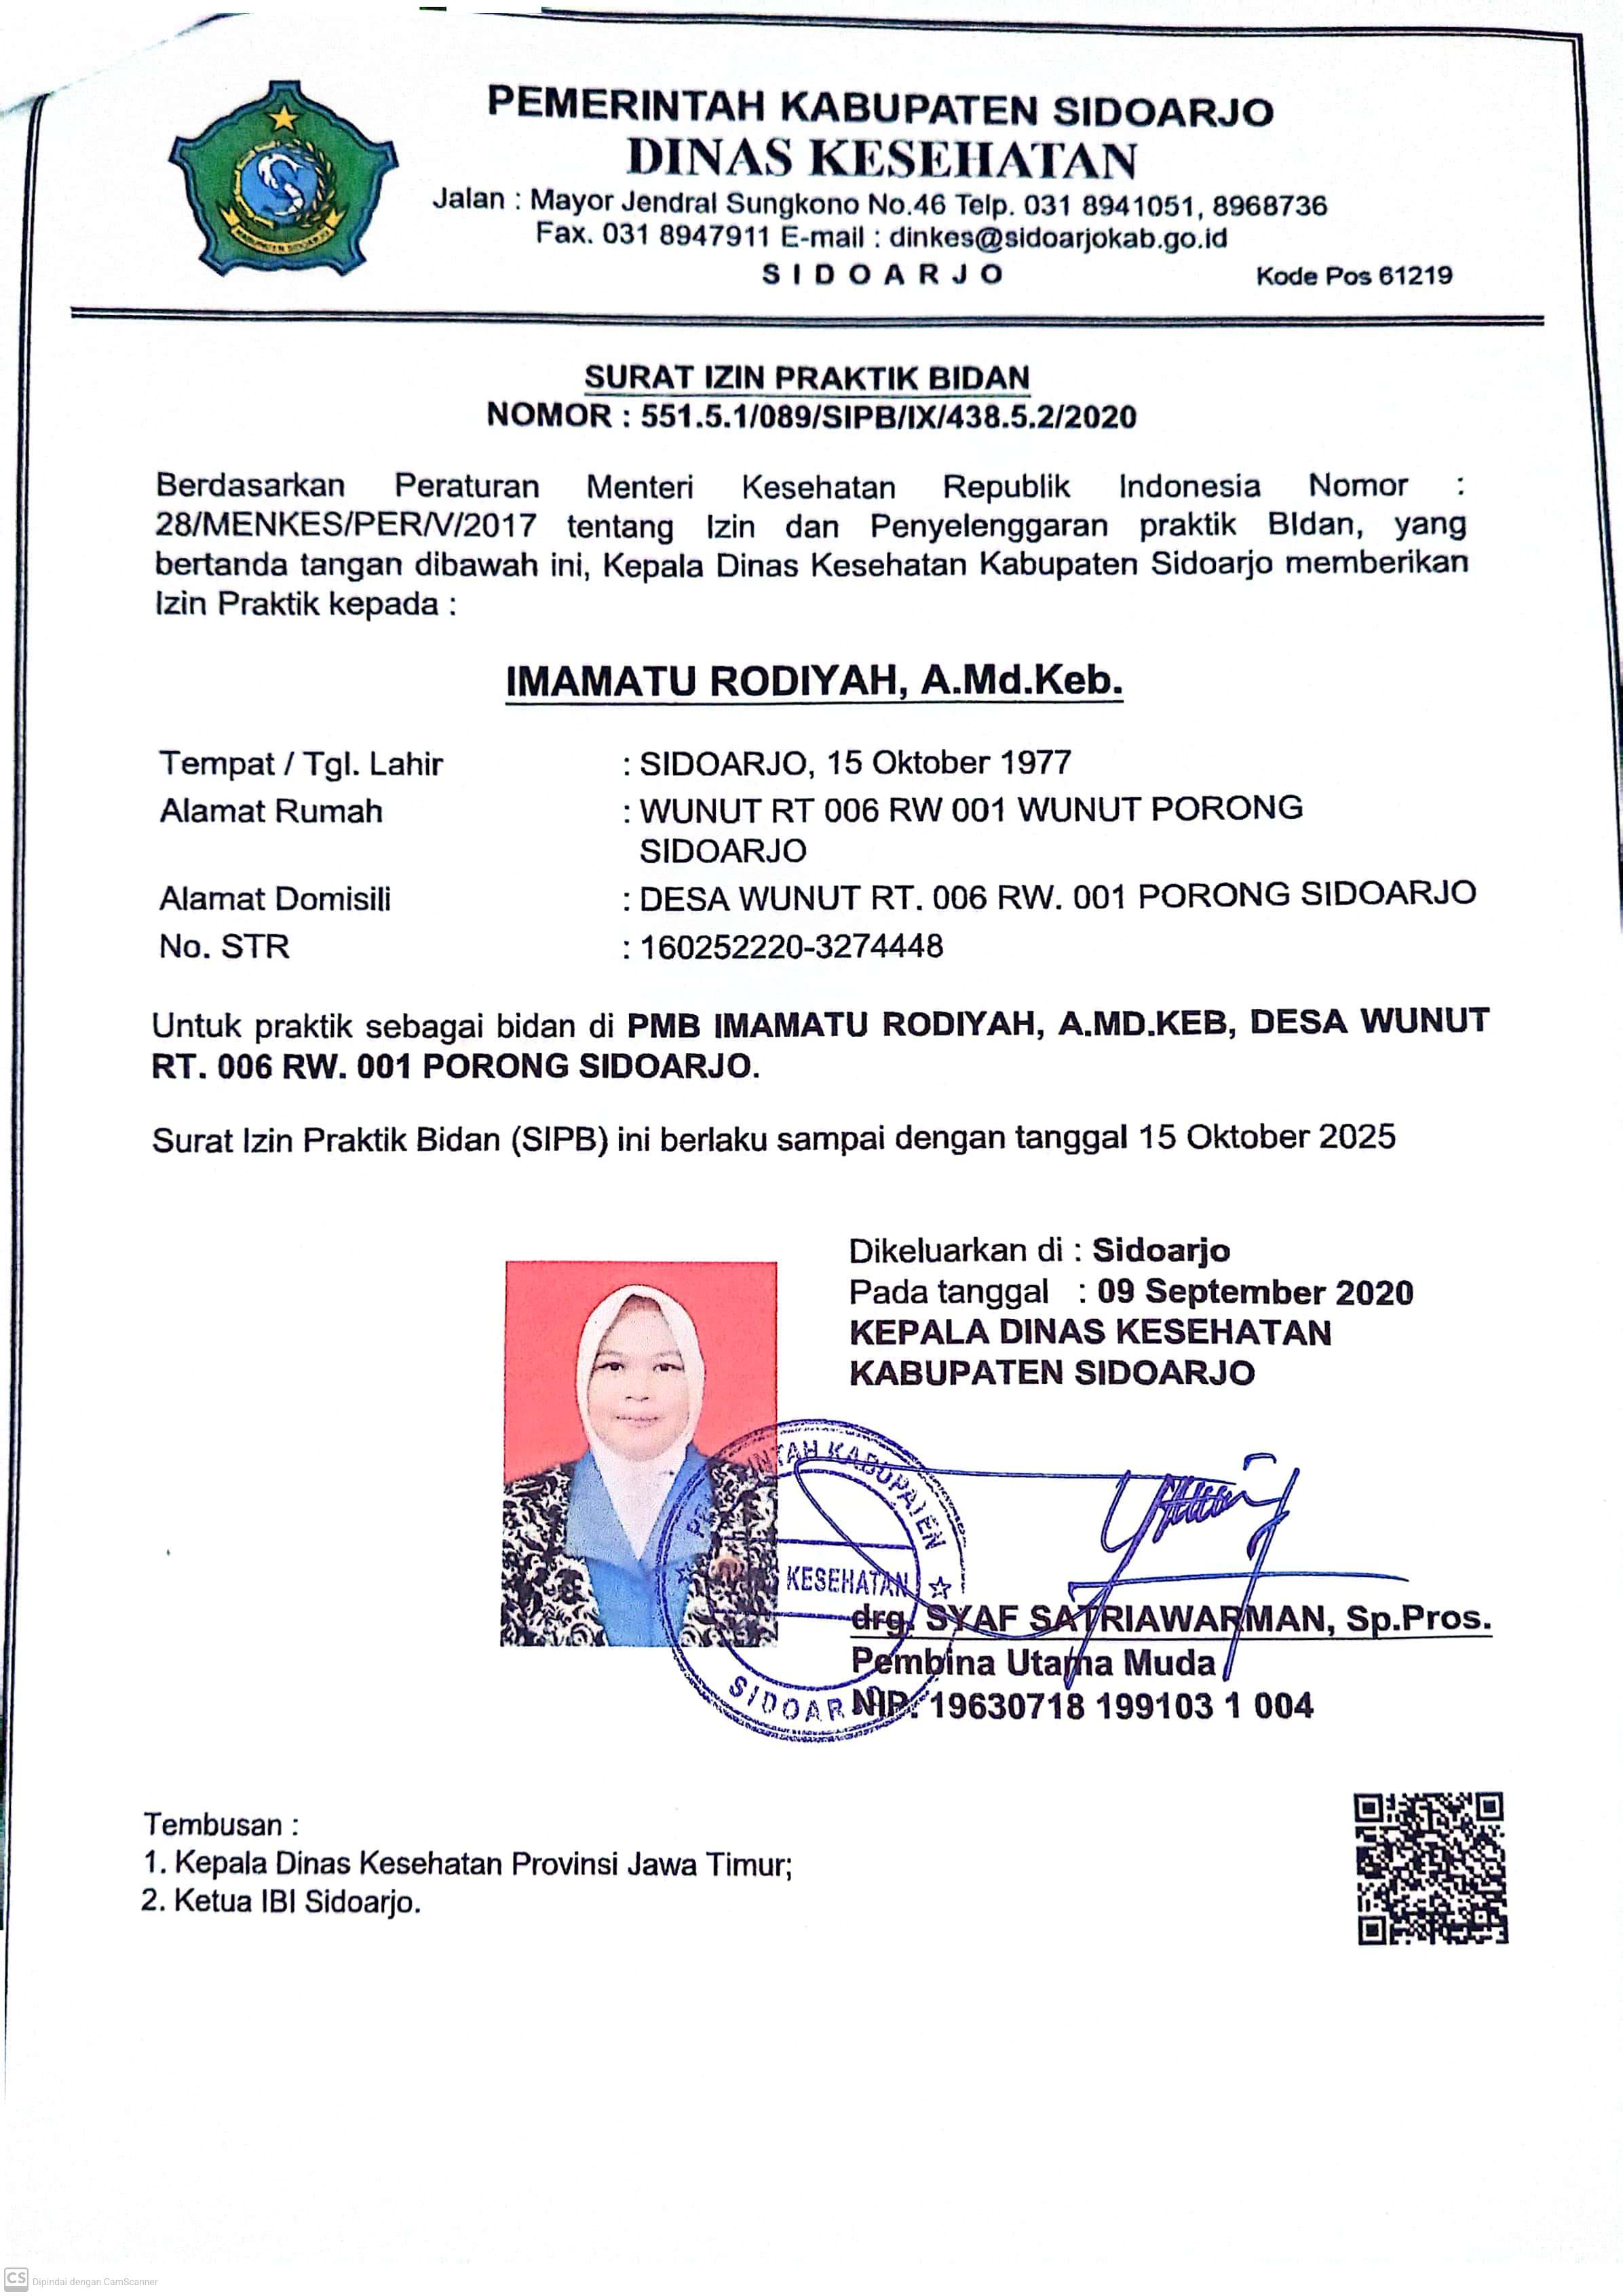 PEMERINTAH KABUPATEN SIDOARJO
DINAS KESEHATAN
Jalan : Mayor Jendral Sungkono No.46 Telp. 031 8941051, 8968736
Fax. 031 8947911 E-mail : dinkes@sidoarjokab.go.id
SIDOARJO Kode Pos 61219
KABUPATEN SIDOARJO
SURAT IZIN PRAKTIK BIDAN
NOMOR : 551.5.1/089/SIPB/IX/438.5.2/2020
Berdasarkan Peraturan Menteri Kesehatan Republik Indonesia Nomor :
28/MENKES/PER/V/2017 tentang Izin dan Penyelenggaran praktik BIdan, yang
bertanda tangan dibawah ini, Kepala Dinas Kesehatan Kabupaten Sidoarjo memberikan
Izin Praktik kepada :
IMAMATU RODIYAH, A.Md.Keb.
Tempat / Tgl. Lahir : SIDOARJO, 15 Oktober 1977
Alamat Rumah : WUNUT RT 006 RW 001 WUNUT PORONG
SIDOARJO
Alamat Domisili : DESA WUNUT RT. 006 RW. 001 PORONG SIDOARJO
No. STR : 160252220-3274448
Untuk praktik sebagai bidan di PMB IMAMATU RODIYAH, A.MD.KEB, DESA WUNUT
RT. 006 RW. 001 PORONG SIDOARJO.
Surat Izin Praktik Bidan (SIPB) ini berlaku sampai dengan tanggal 15 Oktober 2025
Dikeluarkan di : Sidoarjo
Pada tanggal : 09 September 2020
KEPALA DINAS KESEHATAN
KABUPATEN SIDOARJO
KABUPATEN
KESEHATAN
drg. SYAF SATRIAWARMAN, Sp.Pros.
Pembina Utama Muda
NIP. 19630718 199103 1 004
Tembusan :
1. Kepala Dinas Kesehatan Provinsi Jawa Timur;
2. Ketua IBI Sidoarjo.
CS Dipindai dengan CamScanner